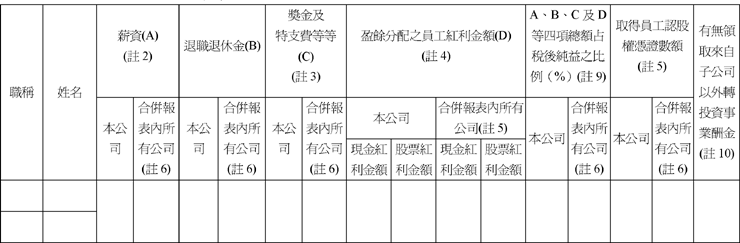 職稱
姓名
薪資(A)
(註 2)
本公
司
合併報
表內所
有公司
(註 6)
退職退休金(B)
本公
司
合併報
表內所
有公司
(註 6)
獎金及
特支費等等
(C)
(註 3)
本公
司
合併報
表內所
有公司
(註 6)
盈餘分配之員工紅利金額(D)
(註 4)
本公司
現金紅
利金額
股票紅
利金額
合併報表內所有
公司(註 5)
現金紅
利金額
股票紅
利金額
A、B、C 及 D
等四項總額占
稅後純益之比
例（%）(註 9)
本公司
合併報
表內所
有公司
(註 6)
取得員工認股
權憑證數額
(註 5)
本公司
合併報
表內所
有公司
(註 6)
有無領
取來自
子公司
以外轉
投資事
業酬金
(註 10)